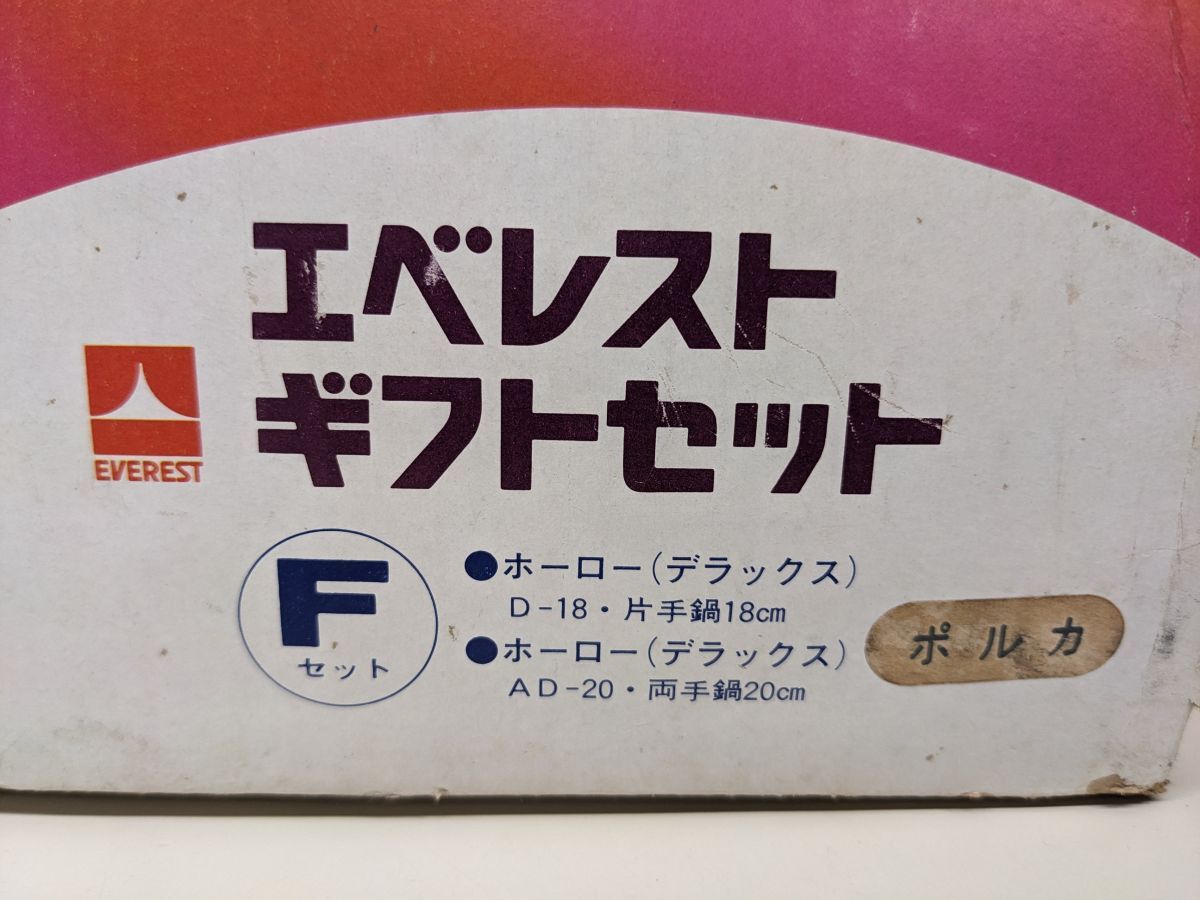 エベレスト
ギフトセット
EVEREST
F
セット
●ホーロー(デラックス)
D-18・片手鍋18cm
●ホーロー(デラックス)
AD-20・両手鍋20cm
ポルカ